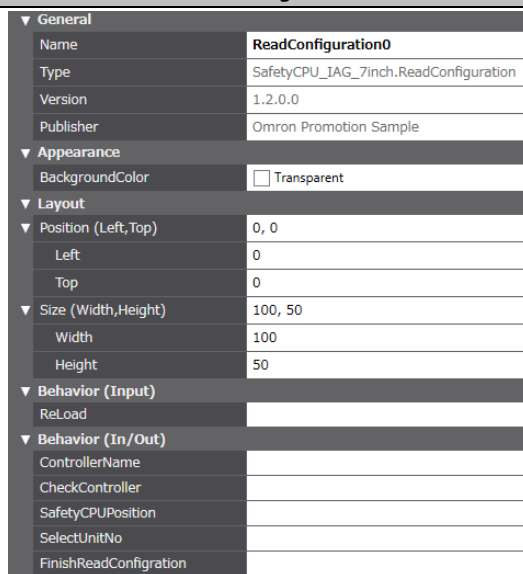 General
Name ReadConfiguration0
Type SafetyCPU_IAG_7inch.ReadConfiguration
Version 1.2.0.0
Publisher Omron Promotion Sample
Appearance
BackgroundColor Transparent
Layout
Position (Left,Top) 0, 0
Left 0
Top 0
Size (Width,Height) 100, 50
Width 100
Height 50
Behavior (Input)
ReLoad
Behavior (In/Out)
ControllerName
CheckController
SafetyCPUPosition
SelectUnitNo
FinishReadConfigration